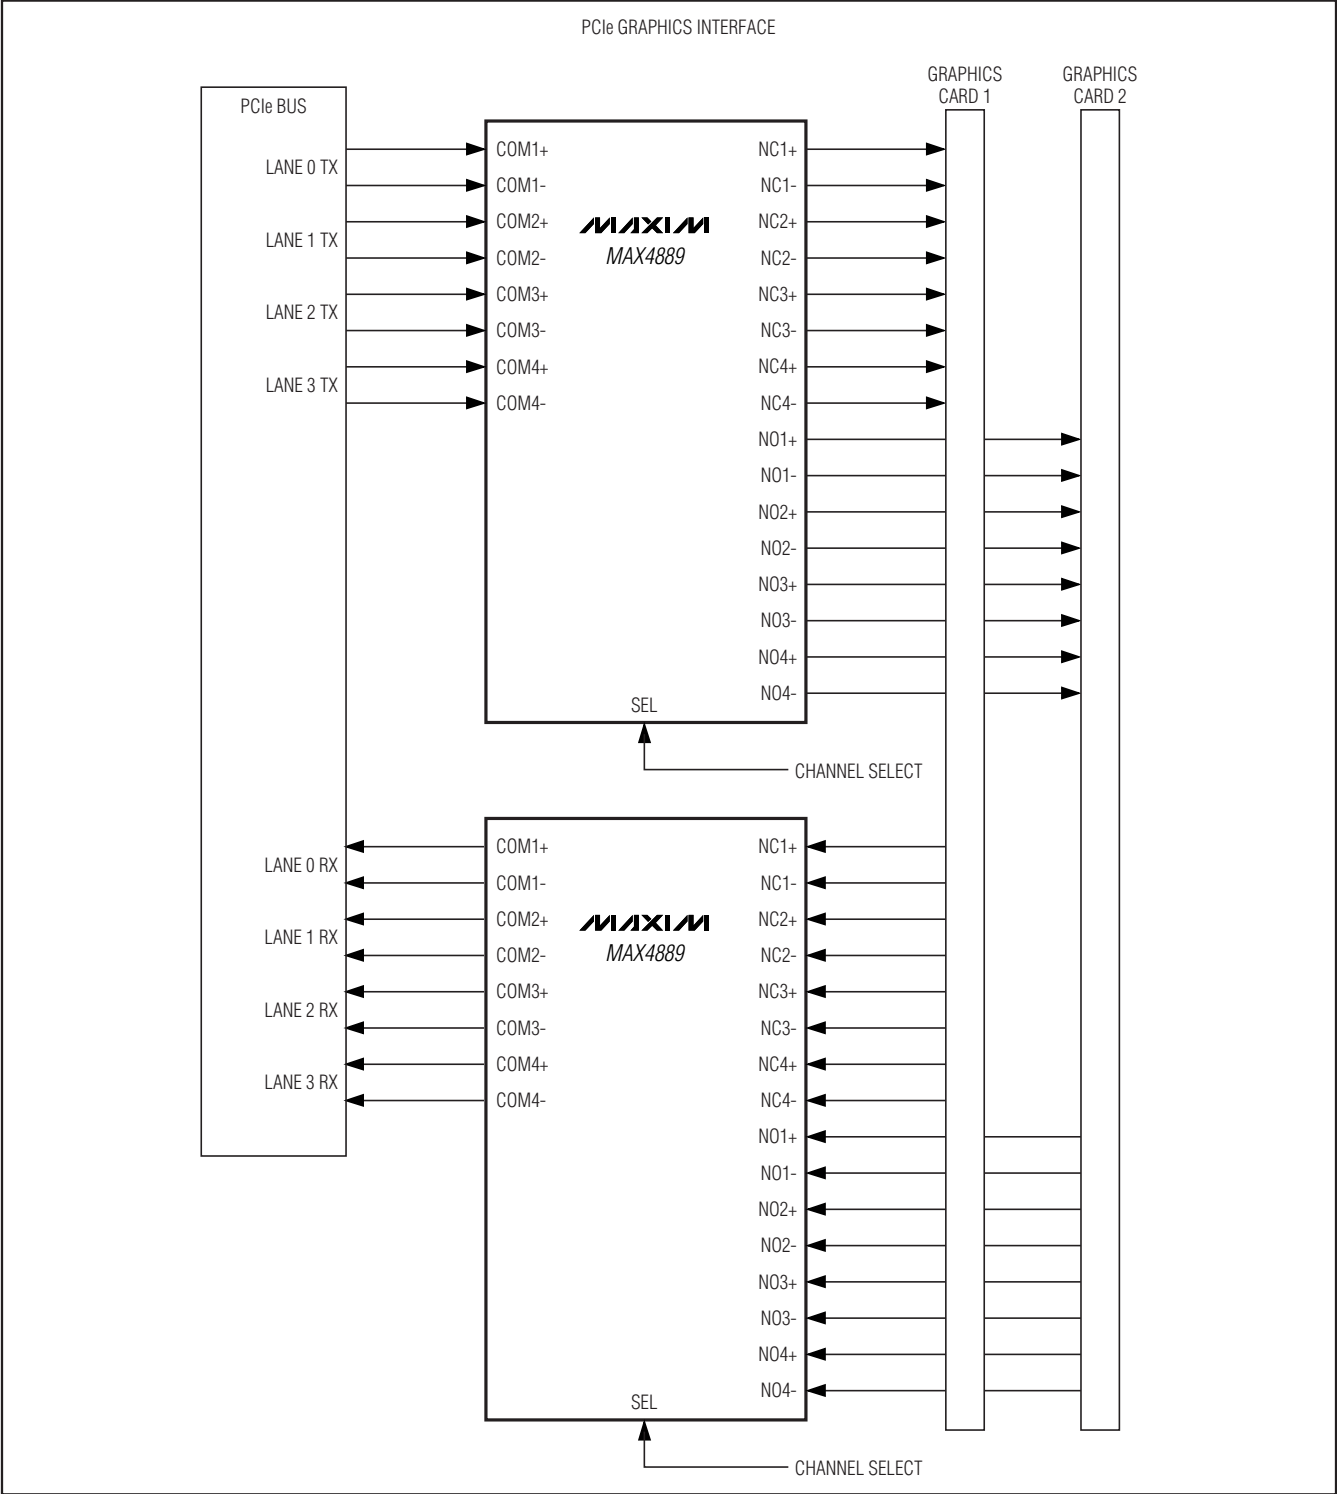 PCIe GRAPHICS INTERFACE
GRAPHICS
CARD 1
GRAPHICS
CARD 2
PCIe BUS
LANE 0 TX
LANE 1 TX
LANE 2 TX
LANE 3 TX
COM1+
COM1-
COM2+
COM2-
COM3+
COM3-
COM4+
COM4-
MAXIM
MAX4889
NC1+
NC1-
NC2+
NC2-
NC3+
NC3-
NC4+
NC4-
NO1+
NO1-
NO2+
NO2-
NO3+
NO3-
NO4+
NO4-
SEL
CHANNEL SELECT
LANE 0 RX
LANE 1 RX
LANE 2 RX
LANE 3 RX
COM1+
COM1-
COM2+
COM2-
COM3+
COM3-
COM4+
COM4-
MAXIM
MAX4889
NC1+
NC1-
NC2+
NC2-
NC3+
NC3-
NC4+
NC4-
NO1+
NO1-
NO2+
NO2-
NO3+
NO3-
NO4+
NO4-
SEL
CHANNEL SELECT